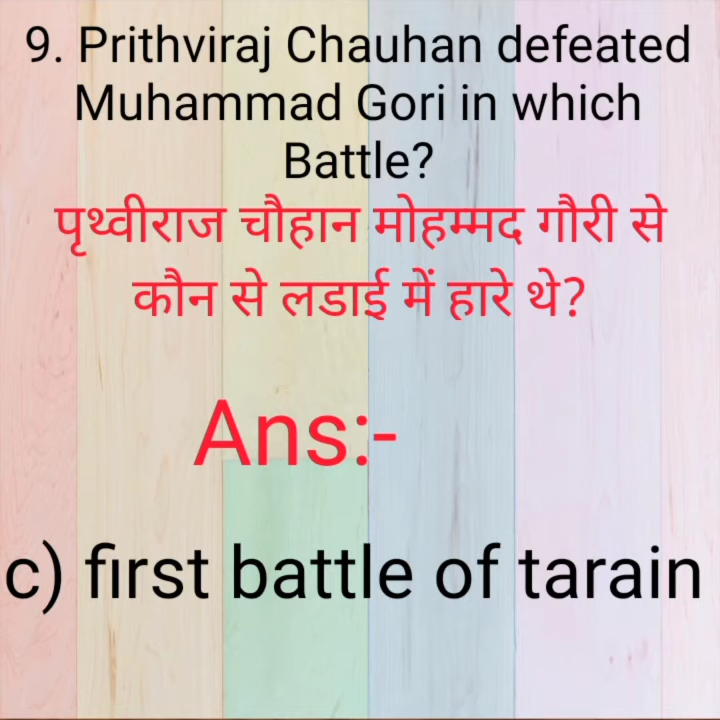 9. Prithviraj Chauhan defeated
Muhammad Gori in which
Battle?
पृथ्वीराज चौहान मोहम्मद गौरी से
कौन से लडाई में हारे थे?
Ans:-
c) first battle of tarain